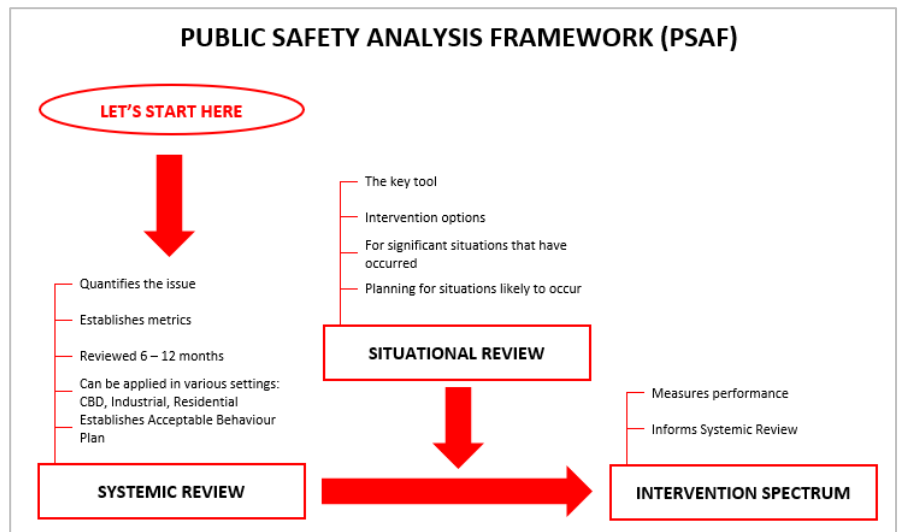 PUBLIC SAFETY ANALYSIS FRAMEWORK (PSAF)
LET'S START HERE
Quantifies the issue
Establishes metrics
Reviewed 6 – 12 months
Can be applied in various settings:
CBD, Industrial, Residential
Establishes Acceptable Behaviour
Plan
SYSTEMIC REVIEW
The key tool
Intervention options
For significant situations that have
occurred
Planning for situations likely to occur
SITUATIONAL REVIEW
Measures performance
Informs Systemic Review
INTERVENTION SPECTRUM